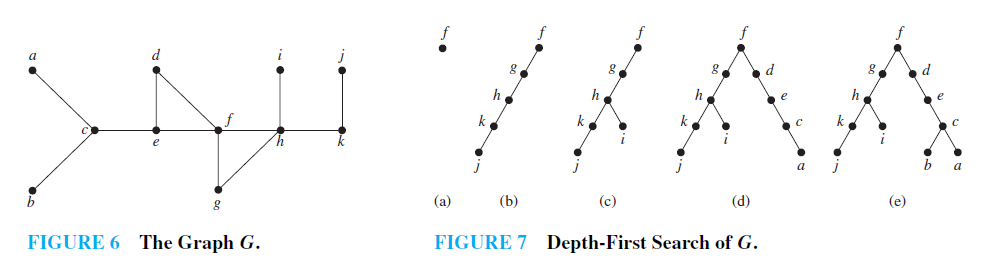 a
d
i
j
c
e
f
h
k
b
g
FIGURE 6 The Graph G.
f
f
g
h
k
j
f
g
h
k
i
j
f
g
d
h
e
k
i
c
j
a
f
g
d
h
e
k
i
c
j
b
a
(a) (b) (c) (d) (e)
FIGURE 7 Depth-First Search of G.